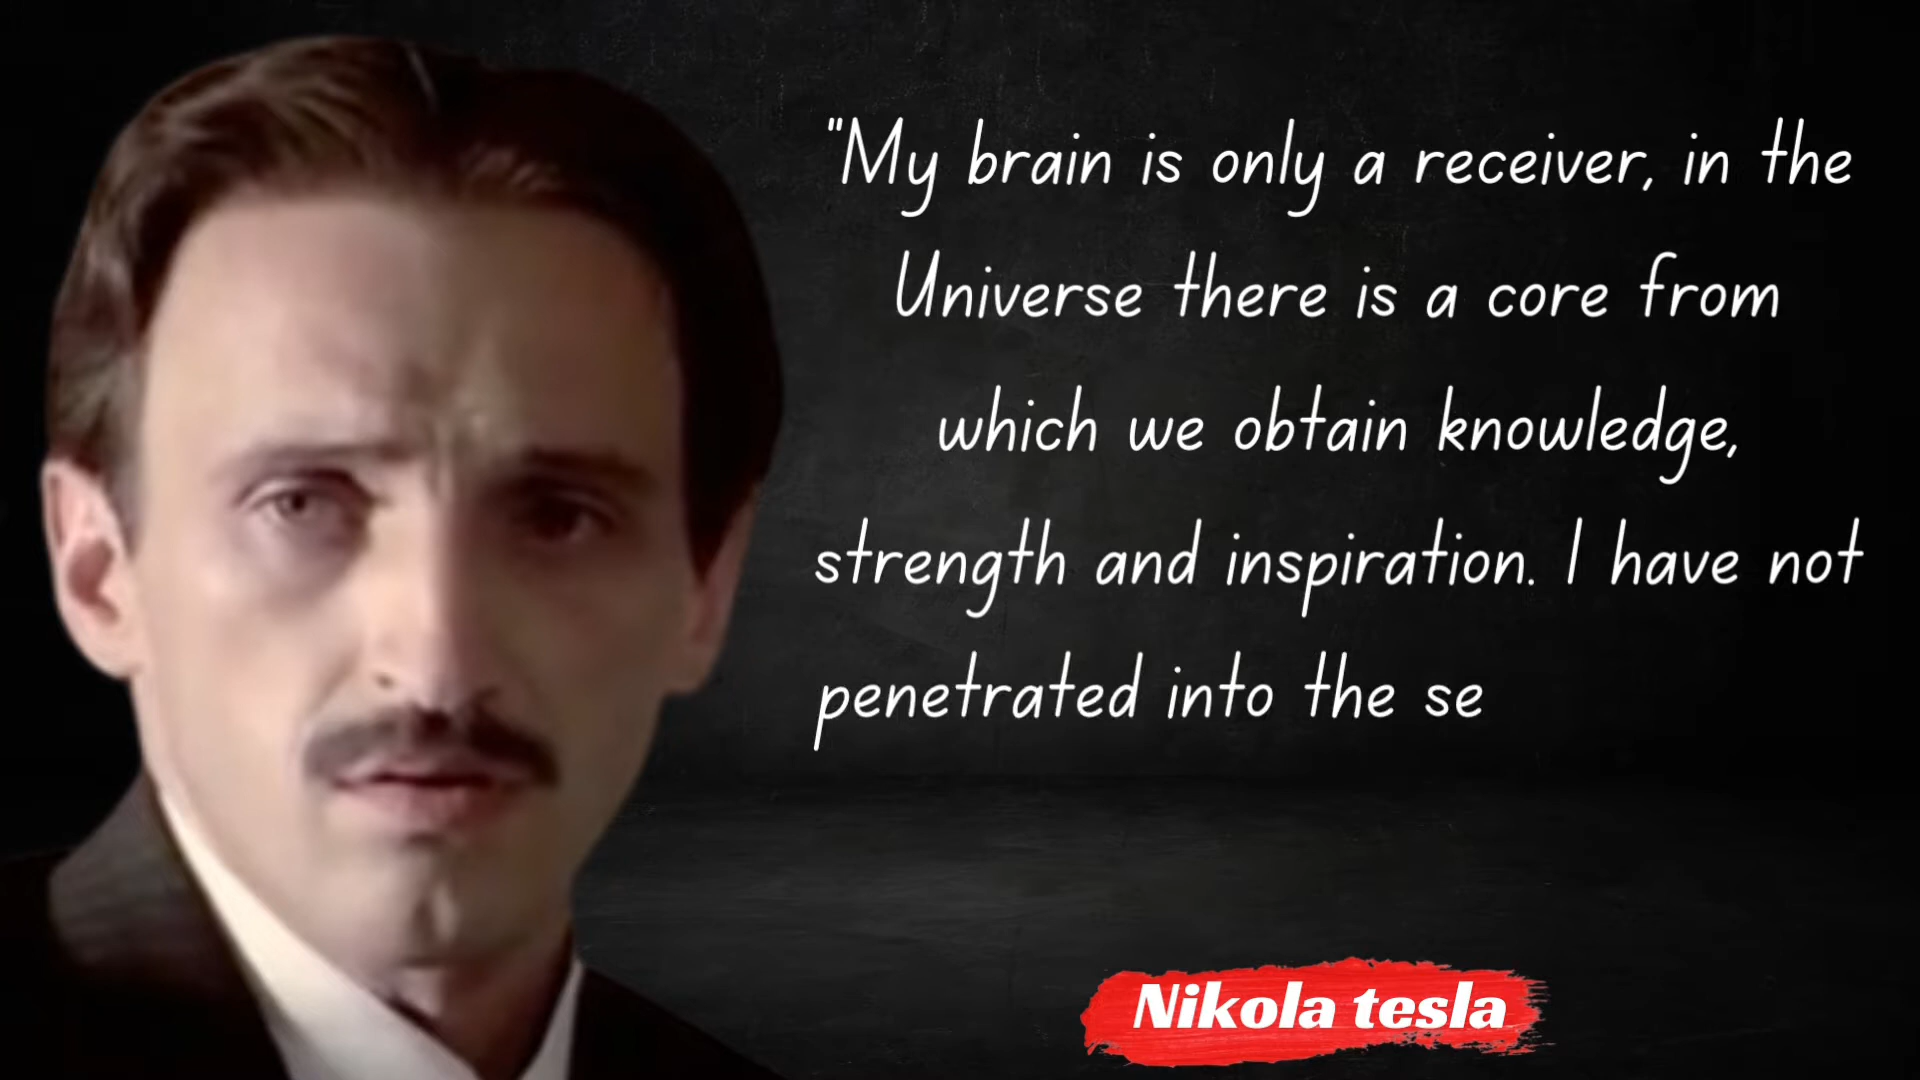 "My brain is only a receiver, in the
Universe there is a core from
which we obtain knowledge,
strength and inspiration. I have not
penetrated into the se
Nikola tesla